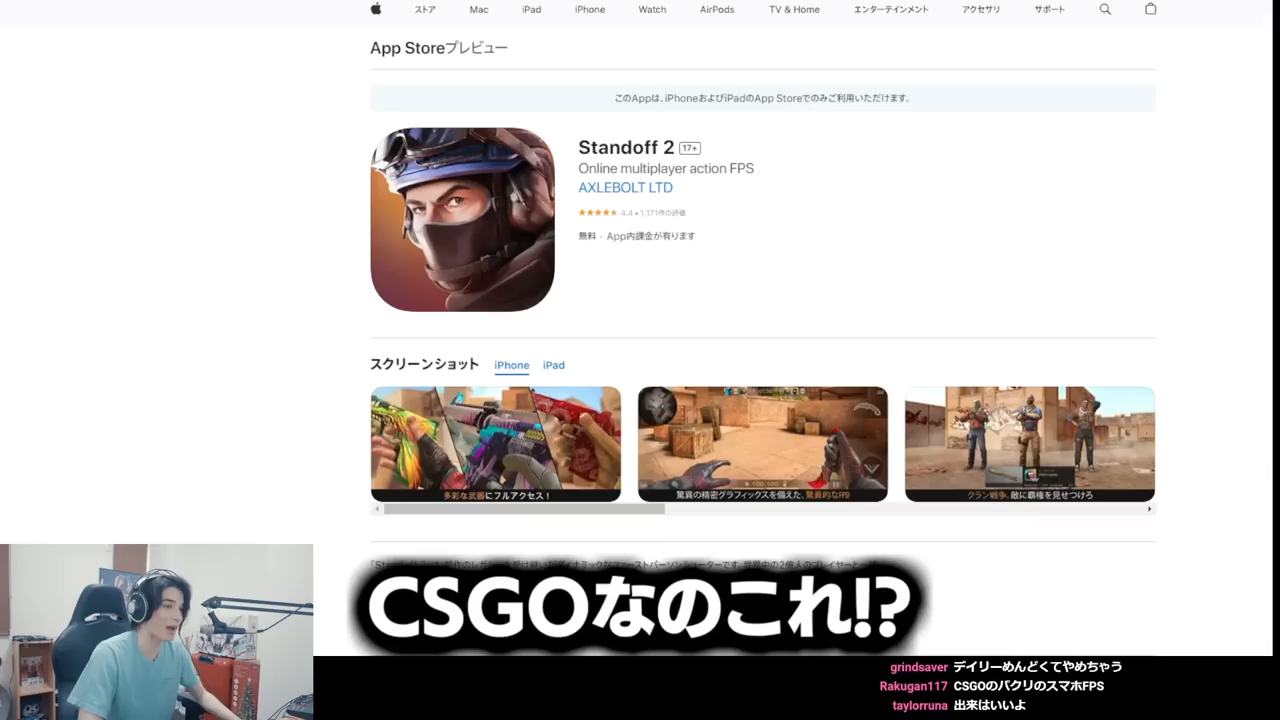 ストア Mac iPad iPhone Watch AirPods TV & Home エンターテインメント アクセサリ サポート
App Storeプレビュー
このAppは、iPhoneおよびiPadのApp Storeでのみご利用いただけます。
Standoff 2 17+
Online multiplayer action FPS
AXLEBOLT LTD
4.4 • 1,171件の評価
無料 - App内課金が有ります
スクリーンショット iPhone iPad
多彩な武器にフルアクセス！
驚異の精密グラフィックスを備えた、驚異的なFPS
クラン戦争。敵に覇権を見せつけろ
CSGOなのこれ!?
grindsaver デイリーめんどくてやめちゃう
Rakugan117 CSGOのパクリのスマホFPS
taylorruna 出来はいいよ